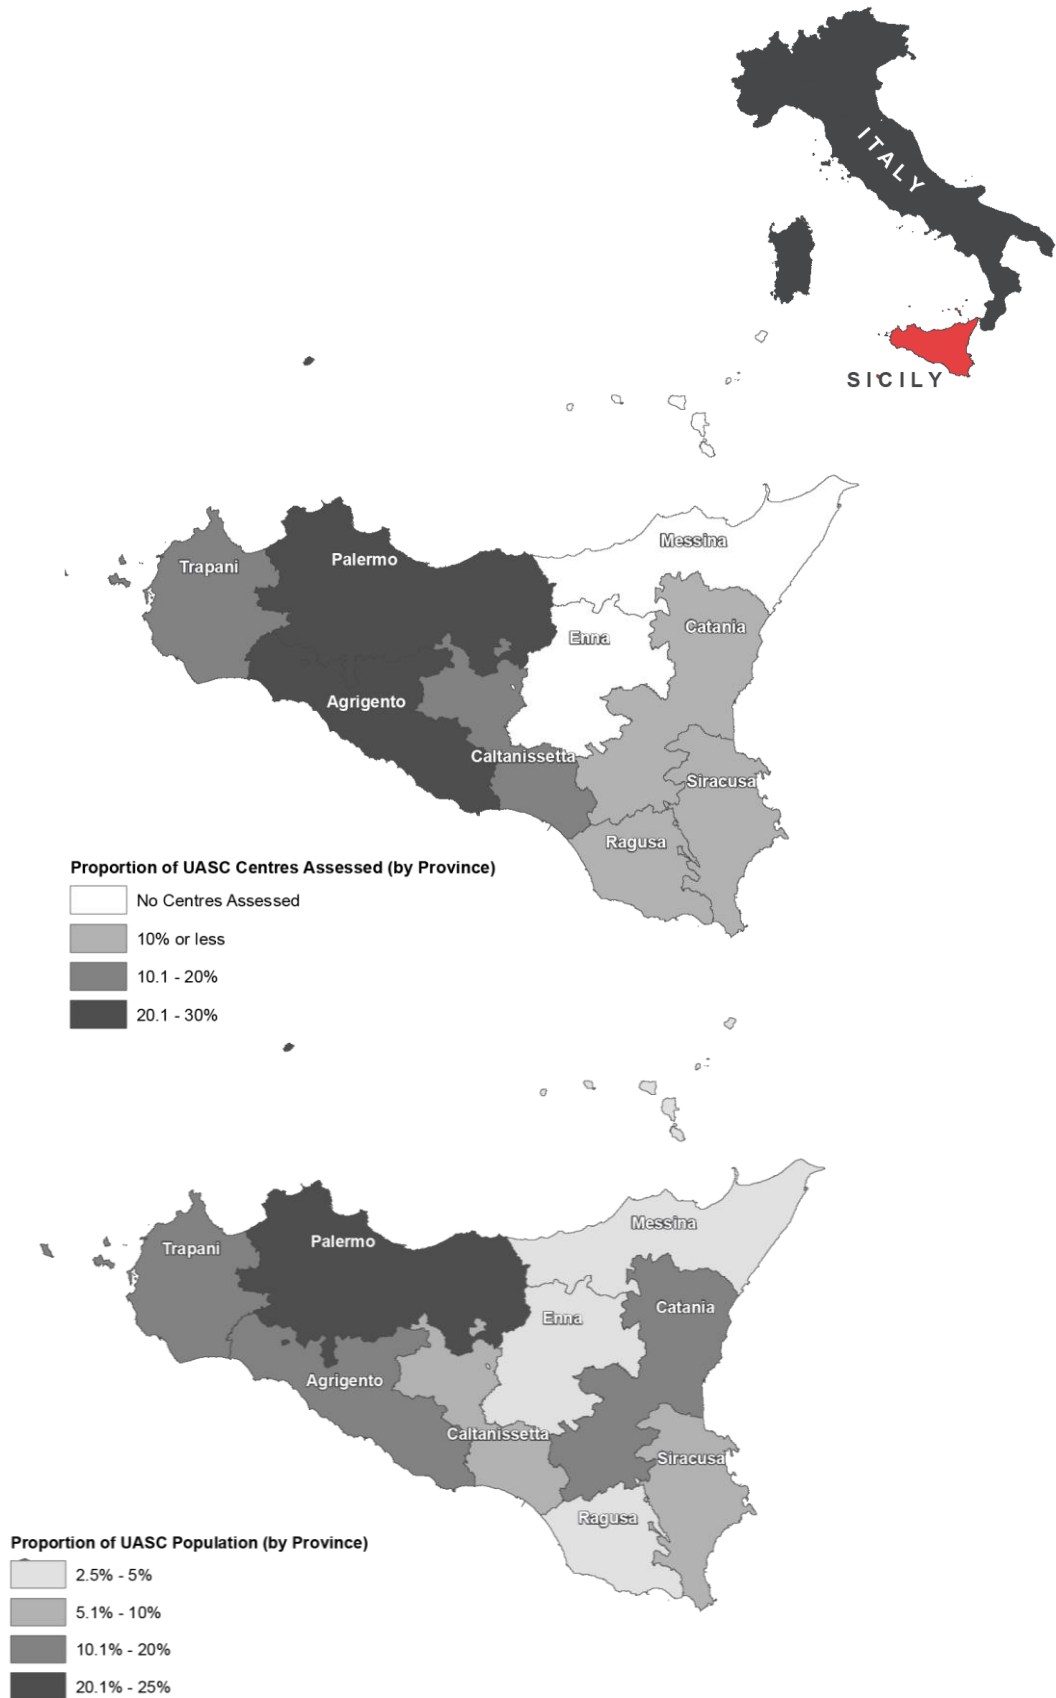 ITALY
SICILY
Messina
Palermo
Trapani
Catania
Enna
Agrigento
Caltanissetta
Siracusa
Ragusa
Proportion of UASC Centres Assessed (by Province)
No Centres Assessed
10% or less
10.1 - 20%
20.1 - 30%
Messina
Palermo
Trapani
Catania
Enna
Agrigento
Caltanissetta
Siracusa
Ragusa
Proportion of UASC Population (by Province)
2.5% - 5%
5.1% - 10%
10.1% - 20%
20.1% - 25%